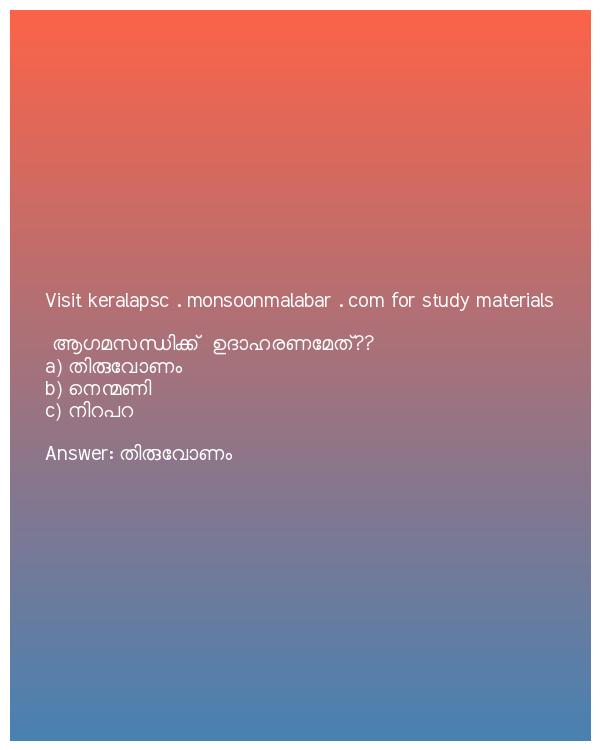 Visit keralapsc . monsoonmalabar . com for study materials
ആഗമസന്ധിക്ക് ഉദാഹരണമേത്??
a) തിരുവോണം
b) നെന്മണി
c) നിറപറ
Answer: തിരുവോണം